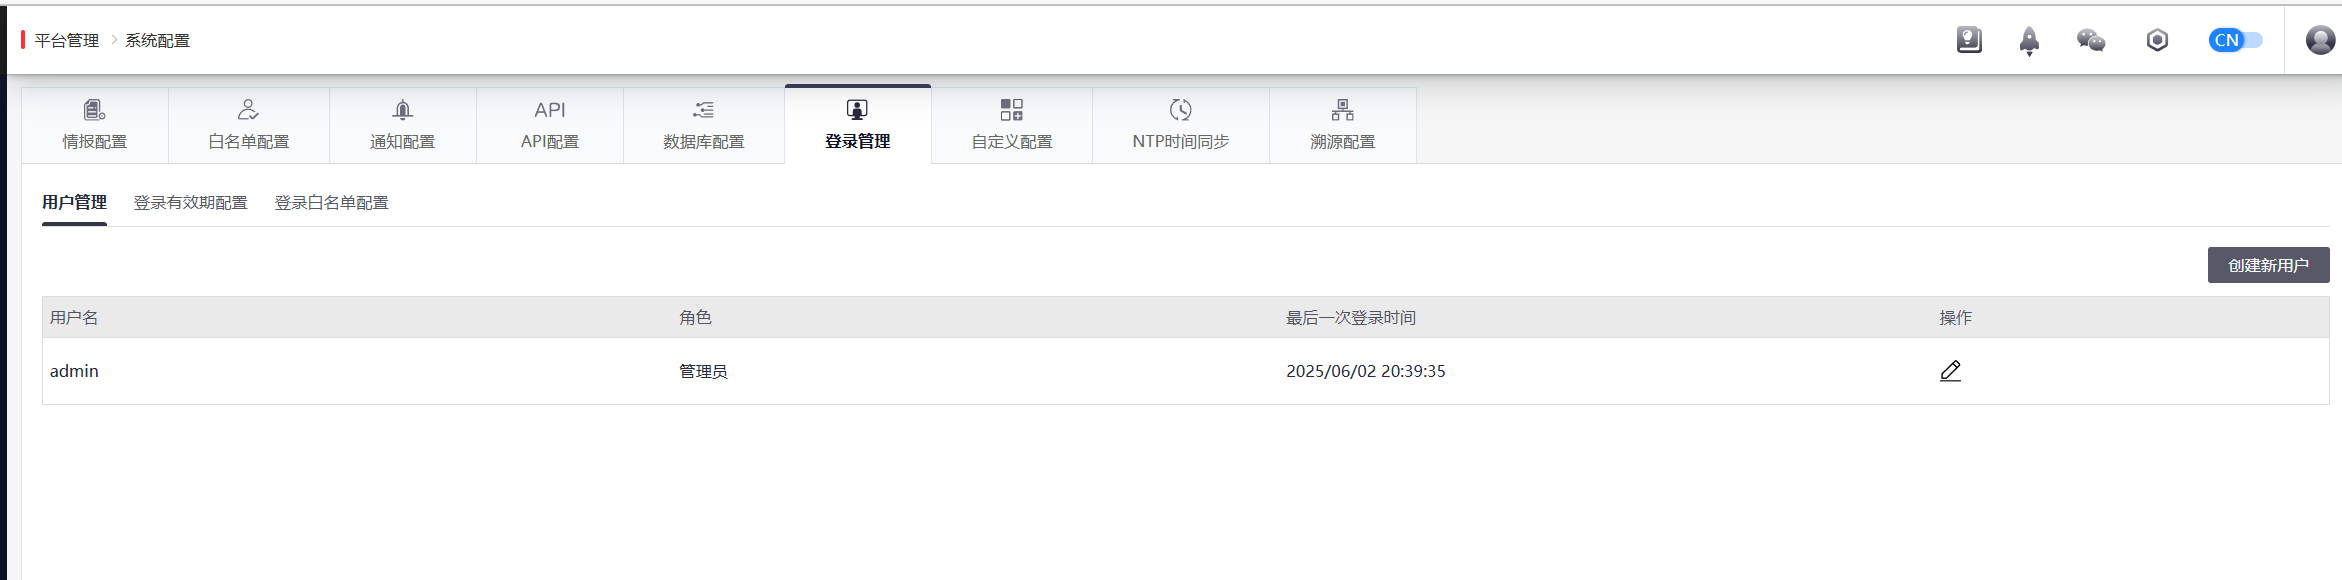 平台管理 > 系统配置
CN
API
情报配置 白名单配置 通知配置 API配置 数据库配置 登录管理 自定义配置 NTP时间同步 溯源配置
用户管理 登录有效期配置 登录白名单配置
创建新用户
用户名 角色 最后一次登录时间 操作
admin 管理员 2025/06/02 20:39:35